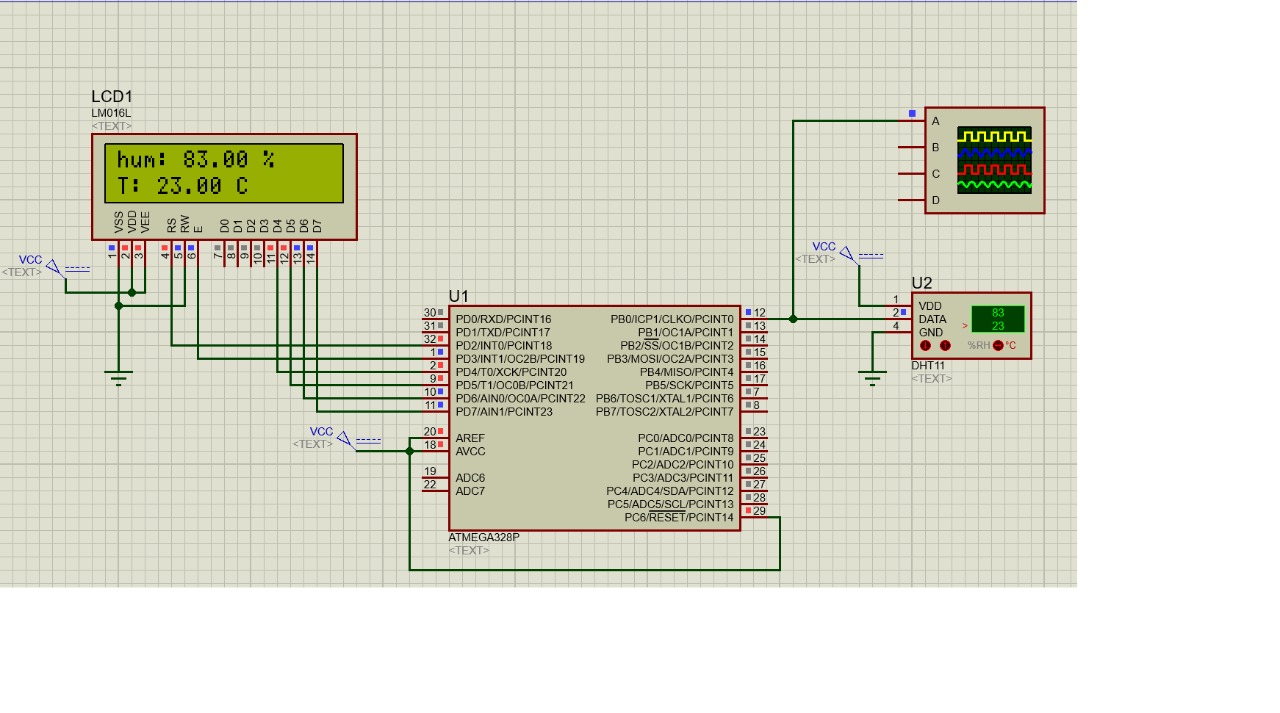 LCD1
LM016L
<TEXT>
hum: 83.00 %
T: 23.00 C
VSS VDD VEE RS RW E D0 D1 D2 D3 D4 D5 D6 D7
1 2 3 4 5 6 7 8 9 10 11 12 13 14
VCC
<TEXT>
A
B
C
D
VCC
<TEXT>
U2
1 VDD
2 DATA
4 GND
83
23
>
%RH °C
DHT11
<TEXT>
U1
30 PD0/RXD/PCINT16 PB0/ICP1/CLKO/PCINT0 12
31 PD1/TXD/PCINT17 PB1/OC1A/PCINT1 13
32 PD2/INT0/PCINT18 PB2/SS/OC1B/PCINT2 14
1 PD3/INT1/OC2B/PCINT19 PB3/MOSI/OC2A/PCINT3 15
2 PD4/T0/XCK/PCINT20 PB4/MISO/PCINT4 16
9 PD5/T1/OC0B/PCINT21 PB5/SCK/PCINT5 17
10 PD6/AIN0/OC0A/PCINT22 PB6/TOSC1/XTAL1/PCINT6 7
11 PD7/AIN1/PCINT23 PB7/TOSC2/XTAL2/PCINT7 8
VCC
<TEXT>
20 AREF PC0/ADC0/PCINT8 23
18 AVCC PC1/ADC1/PCINT9 24
PC2/ADC2/PCINT10 25
19 ADC6 PC3/ADC3/PCINT11 26
22 ADC7 PC4/ADC4/SDA/PCINT12 27
PC5/ADC5/SCL/PCINT13 28
PC6/RESET/PCINT14 29
ATMEGA328P
<TEXT>